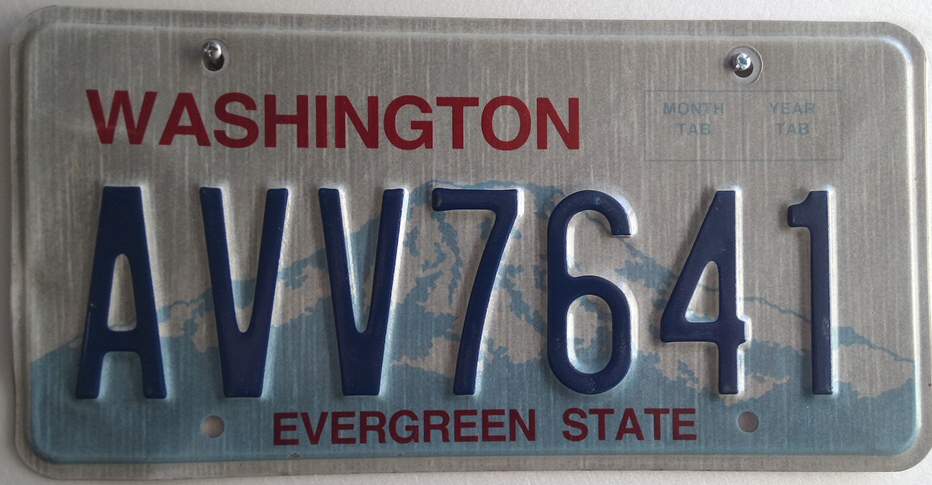 WASHINGTON
MONTH TAB
YEAR TAB
AVV7641
EVERGREEN STATE